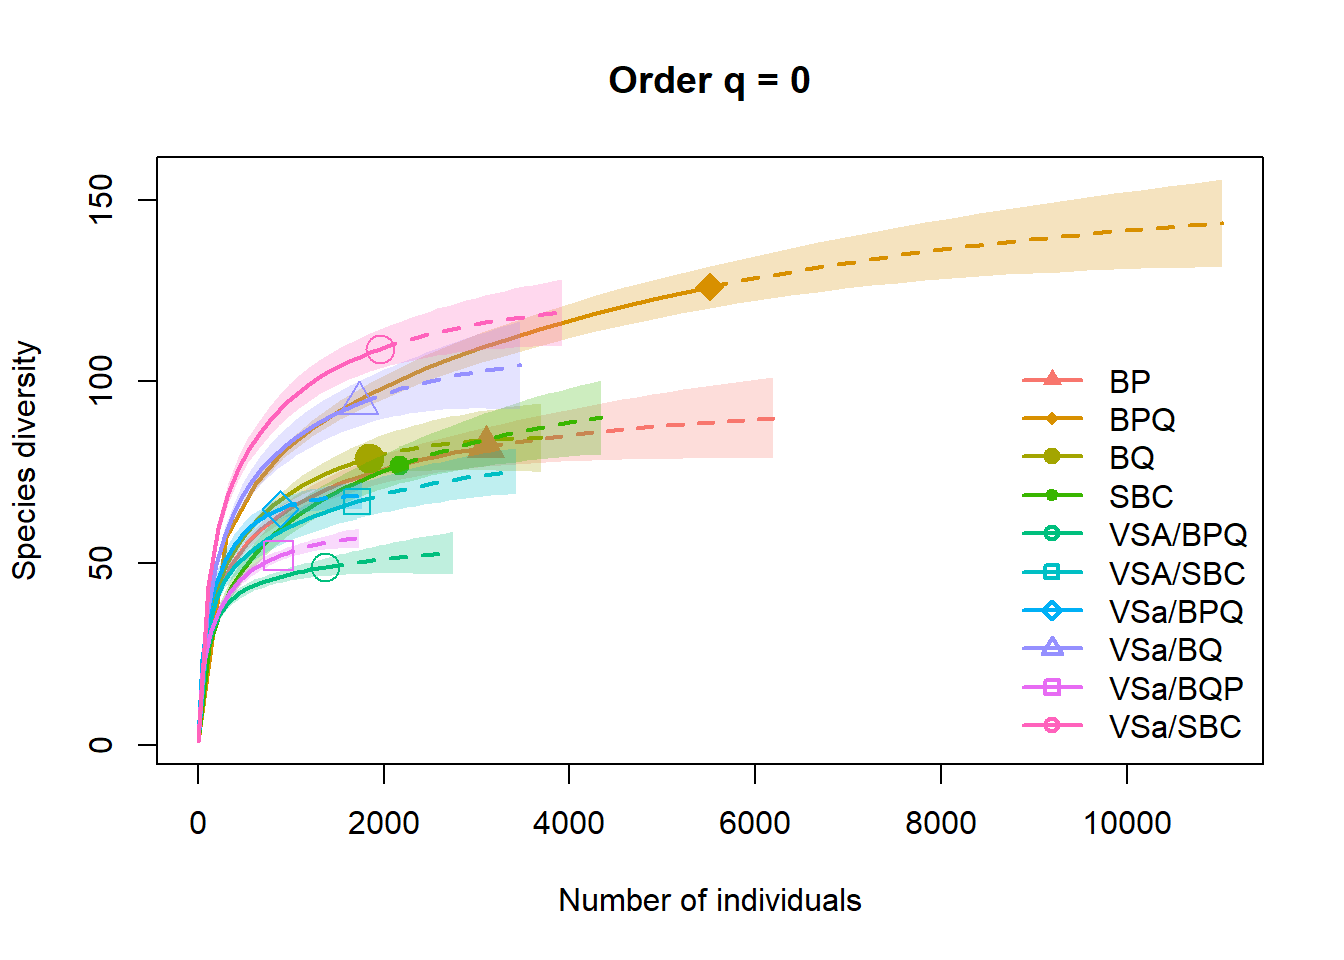 Order q = 0
Species diversity
150
100
50
0
0 2000 4000 6000 8000 10000
Number of individuals
BP
BPQ
BQ
SBC
VSA/BPQ
VSA/SBC
VSa/BPQ
VSa/BQ
VSa/BQP
VSa/SBC